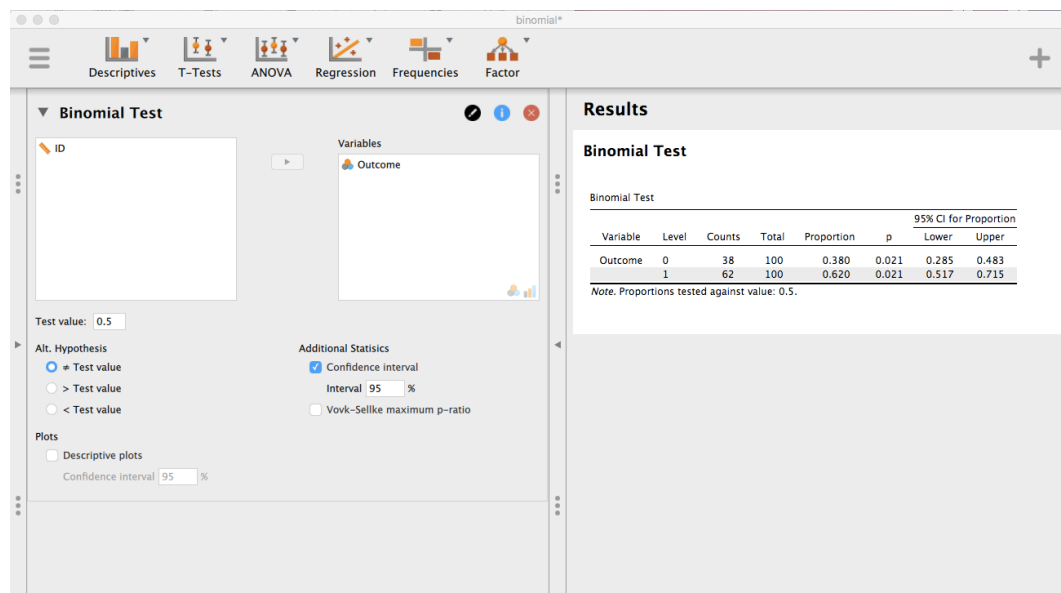 binomial*
Descriptives T-Tests ANOVA Regression Frequencies Factor
Binomial Test
ID
Variables
Outcome
Test value: 0.5
Alt. Hypothesis
≠ Test value
> Test value
< Test value
Additional Statisics
Confidence interval
Interval 95 %
Vovk-Sellke maximum p-ratio
Plots
Descriptive plots
Confidence interval 95 %
Results
Binomial Test
Binomial Test
95% CI for Proportion
Variable Level Counts Total Proportion p Lower Upper
Outcome 0 38 100 0.380 0.021 0.285 0.483
1 62 100 0.620 0.021 0.517 0.715
Note. Proportions tested against value: 0.5.